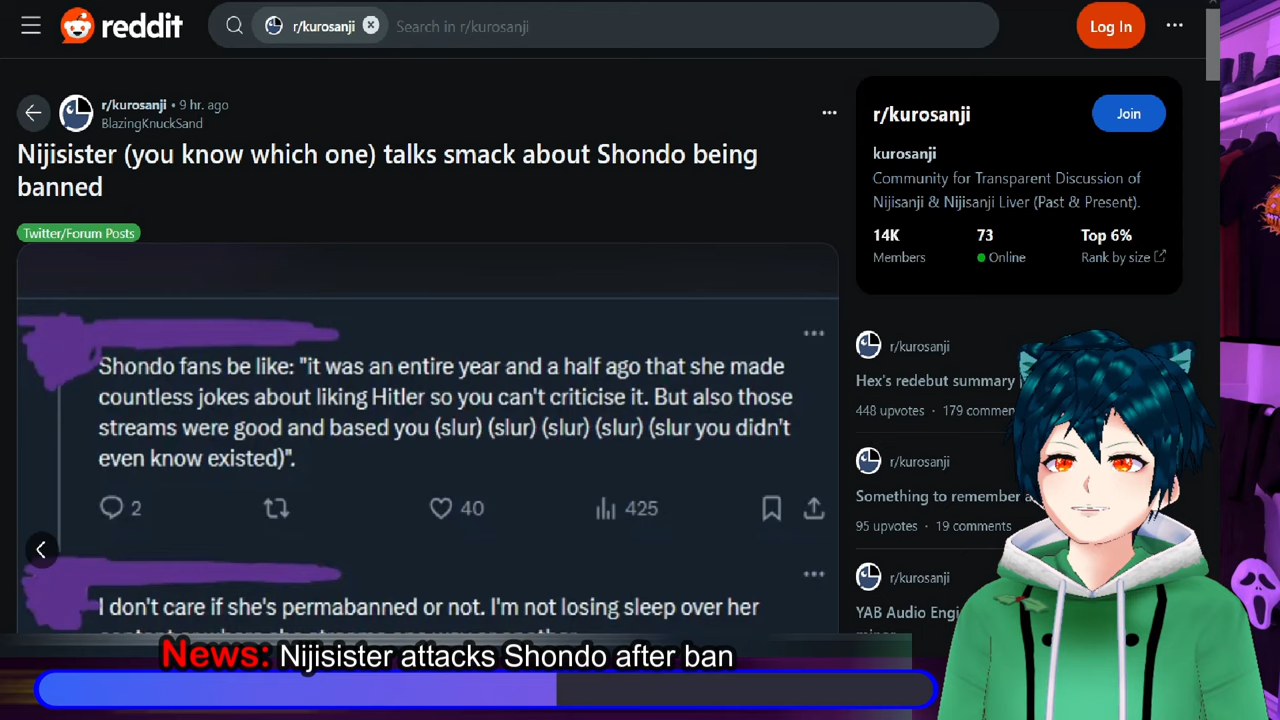 reddit
r/kurosanji
Search in r/kurosanji
Log In
r/kurosanji • 9 hr. ago
BlazingKnuckSand
Nijisister (you know which one) talks smack about Shondo being
banned
Twitter/Forum Posts
Shondo fans be like: "it was an entire year and a half ago that she made
countless jokes about liking Hitler so you can't criticise it. But also those
streams were good and based you (slur) (slur) (slur) (slur) (slur you didn't
even know existed)".
2
40
425
I don't care if she's permabanned or not. I'm not losing sleep over her
News: Nijisister attacks Shondo after ban
r/kurosanji
Join
kurosanji
Community for Transparent Discussion of
Nijisanji & Nijisanji Liver (Past & Present).
14K
73
Top 6%
Members
Online
Rank by size
r/kurosanji
Hex's redebut summary
448 upvotes • 179 commen
r/kurosanji
Something to remember a
95 upvotes • 19 comments
r/kurosanji
YAB Audio Engi